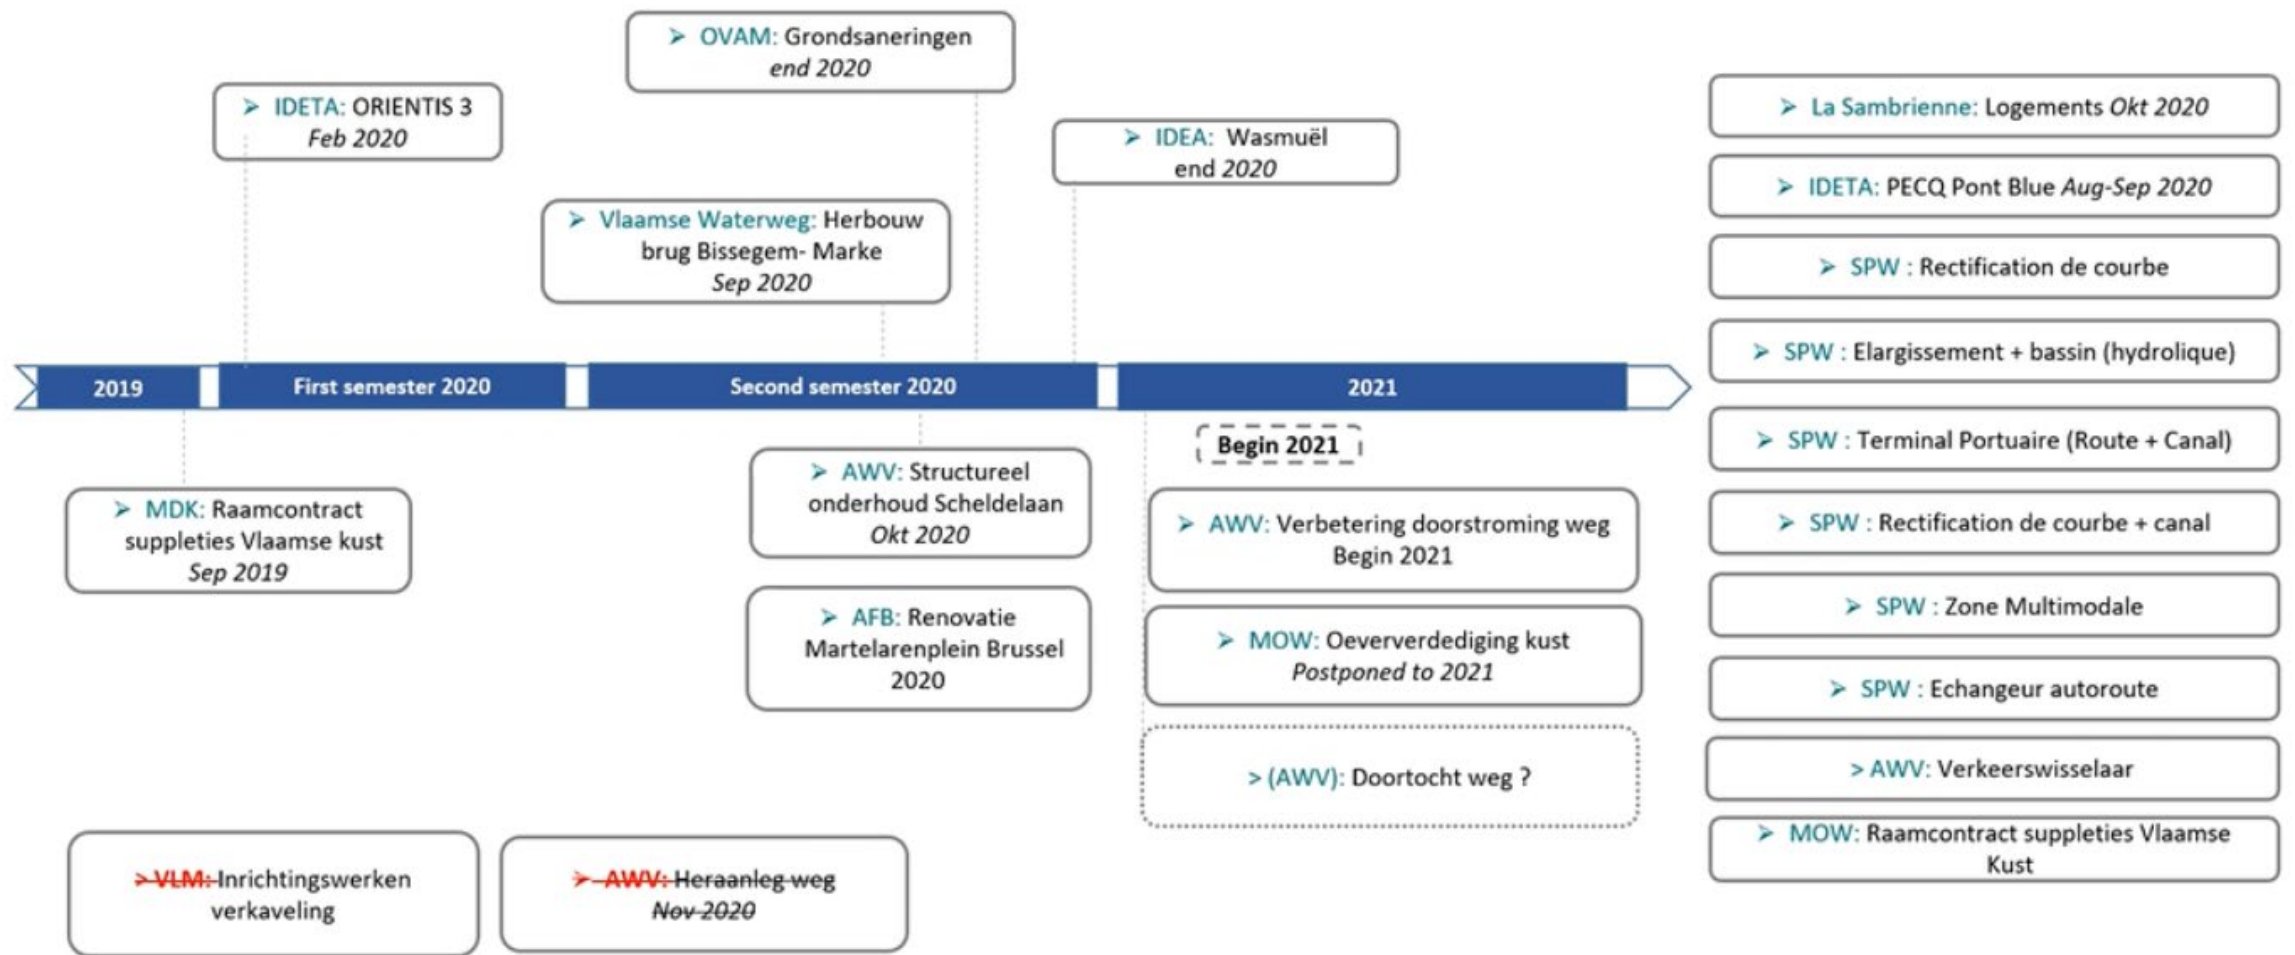 ➢ OVAM: Grondsaneringen
end 2020
➢ IDETA: ORIENTIS 3
Feb 2020
➢ IDEA: Wasmuël
end 2020
➢ Vlaamse Waterweg: Herbouw
brug Bissegem- Marke
Sep 2020
2019
First semester 2020
Second semester 2020
2021
Begin 2021
➢ MDK: Raamcontract
suppleties Vlaamse kust
Sep 2019
➢ AWV: Structureel
onderhoud Scheldelaan
Okt 2020
➢ AFB: Renovatie
Martelarenplein Brussel
2020
➢ AWV: Verbetering doorstroming weg
Begin 2021
➢ MOW: Oeververdediging kust
Postponed to 2021
> (AWV): Doortocht weg ?
> VLM: Inrichtingswerken
verkaveling
➢ AWV: Heraanleg weg
Nov 2020
➢ La Sambrienne: Logements Okt 2020
➢ IDETA: PECQ Pont Blue Aug-Sep 2020
➢ SPW : Rectification de courbe
➢ SPW : Elargissement + bassin (hydrolique)
➢ SPW : Terminal Portuaire (Route + Canal)
➢ SPW : Rectification de courbe + canal
➢ SPW : Zone Multimodale
➢ SPW : Echangeur autoroute
> AWV: Verkeerswisselaar
➢ MOW: Raamcontract suppleties Vlaamse
Kust